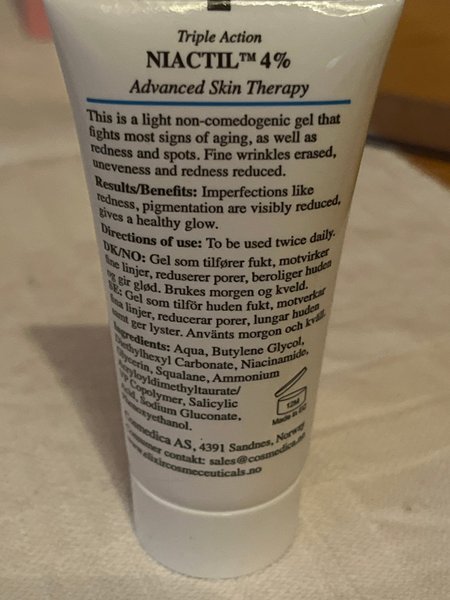 Triple Action
NIACTIL™ 4%
Advanced Skin Therapy
This is a light non-comedogenic gel that
fights most signs of aging, as well as
redness and spots. Fine wrinkles erased,
uneveness and redness reduced.
Results/Benefits: Imperfections like
redness, pigmentation are visibly reduced,
gives a healthy glow.
Directions of use: To be used twice daily.
DK/NO: Gel som tilfører fukt, motvirker
fine linjer, reduserer porer, beroliger huden
og gir glød. Brukes morgen og kveld.
SE: Gel som tilför huden fukt, motverkar
fina linjer, reducerar porer, lungar huden
samt ger lyster. Använts morgon och kväll.
Ingredients: Aqua, Butylene Glycol,
Diethylhexyl Carbonate, Niacinamide,
Glycerin, Squalane, Ammonium
Acryloyldimethyltaurate/
VP Copolymer, Salicylic
Acid, Sodium Gluconate,
Phenoxyethanol.
12M
Made in EU
Cosmedica AS, 4391 Sandnes, Norway
Consumer contakt: sales@cosmedica.no
www.elixircosmeceuticals.no